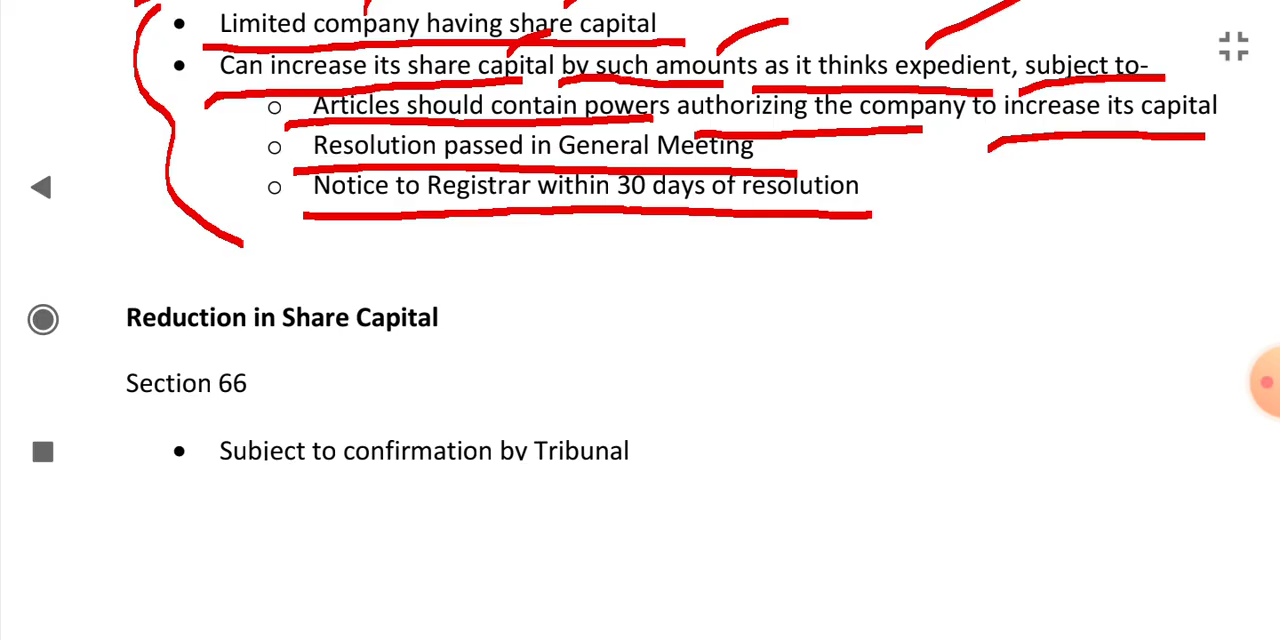 • Limited company having share capital
• Can increase its share capital by such amounts as it thinks expedient, subject to-
o Articles should contain powers authorizing the company to increase its capital
o Resolution passed in General Meeting
o Notice to Registrar within 30 days of resolution
Reduction in Share Capital
Section 66
• Subject to confirmation by Tribunal